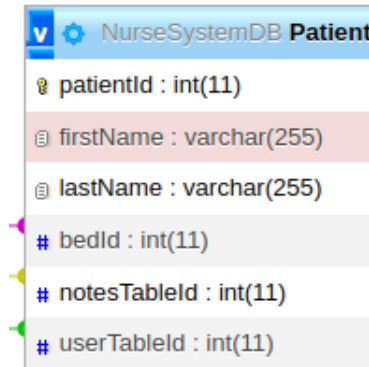 v NurseSystemDB Patient
patientId : int(11)
firstName : varchar(255)
lastName : varchar(255)
# bedId : int(11)
# notesTableId : int(11)
# userTableId : int(11)